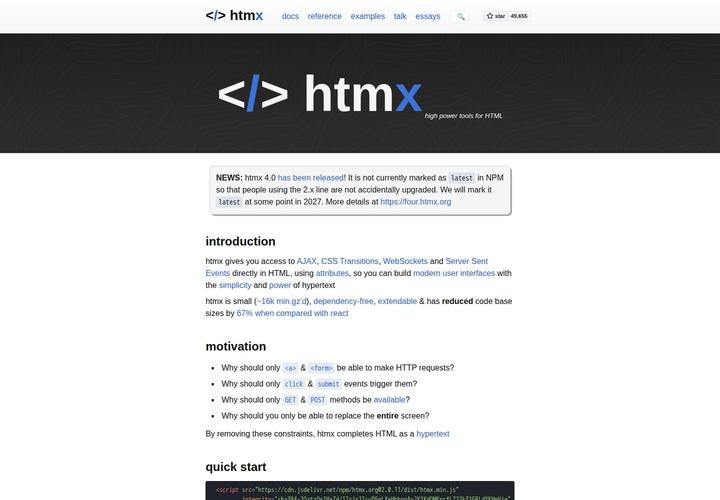 </> htmx docs reference examples talk essays star 49,655
</> htmx
high power tools for HTML
NEWS: htmx 4.0 has been released! It is not currently marked as latest in NPM
so that people using the 2.x line are not accidentally upgraded. We will mark it
latest at some point in 2027. More details at https://four.htmx.org
introduction
htmx gives you access to AJAX, CSS Transitions, WebSockets and Server Sent
Events directly in HTML, using attributes, so you can build modern user interfaces with
the simplicity and power of hypertext
htmx is small (~16k min.gz'd), dependency-free, extendable & has reduced code base
sizes by 67% when compared with react
motivation
Why should only <a> & <form> be able to make HTTP requests?
Why should only click & submit events trigger them?
Why should only GET & POST methods be available?
Why should you only be able to replace the entire screen?
By removing these constraints, htmx completes HTML as a hypertext
quick start
<script src="https://cdn.jsdelivr.net/npm/htmx.org@2.0.11/dist/htmx.min.js"